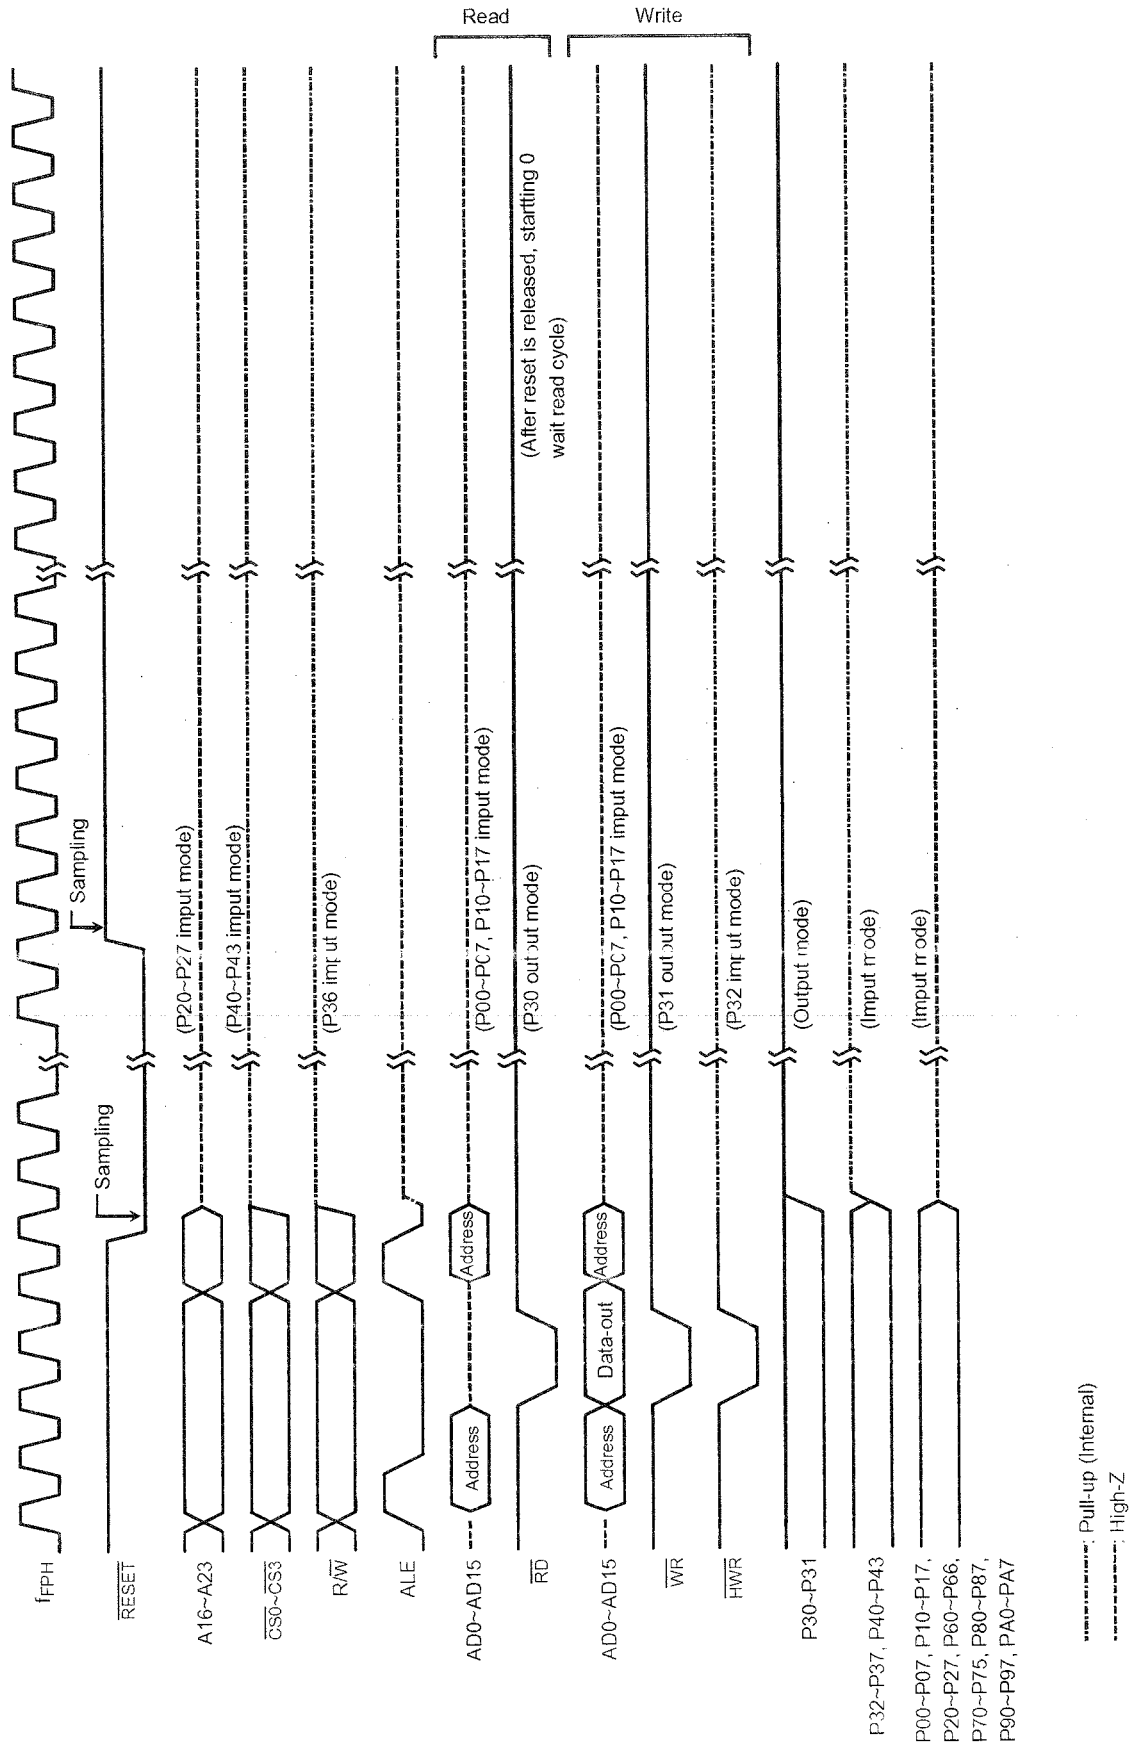 Read
Write
fFPH
RESET
Sampling
Sampling
A16~A23
(P20~P27 imput mode)
CS0~CS3
(P40~P43 imput mode)
R/W
(P36 imput mode)
ALE
AD0~AD15
Address
Address
(P00~P07, P10~P17 imput mode)
RD
(P30 output mode)
(After reset is released, startting 0
wait read cycle)
AD0~AD15
Address
Data-out
Address
(P00~P07, P10~P17 imput mode)
WR
(P31 output mode)
HWR
(P32 imput mode)
P30~P31
(Output mode)
P32~P37, P40~P43
(Imput mode)
P00~P07, P10~P17,
P20~P27, P60~P66,
P70~P75, P80~P87,
P90~P97, PA0~PA7
(Imput mode)
: Pull-up (Internal)
: High-Z